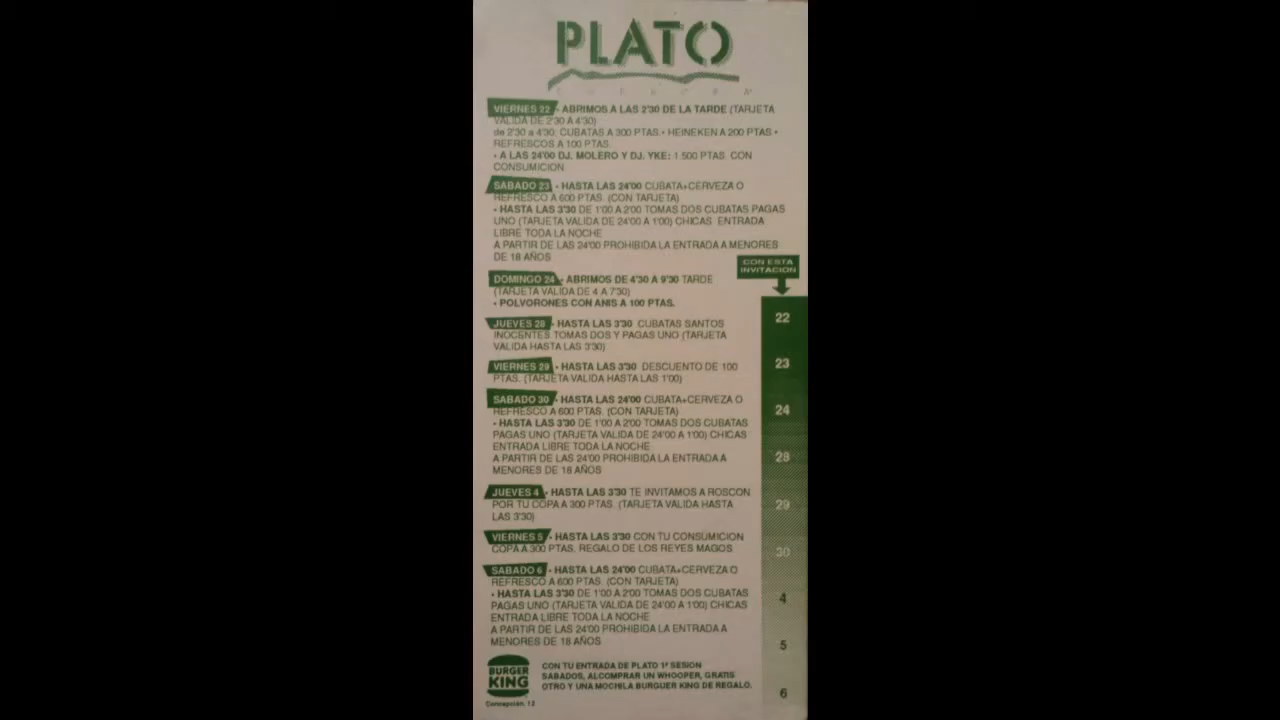 PLATO
CORDOBA
VIERNES 22 • ABRIMOS A LAS 2'30 DE LA TARDE (TARJETA
VALIDA DE 2'30 A 4'30)
de 2'30 a 4'30: CUBATAS A 300 PTAS • HEINEKEN A 200 PTAS •
REFRESCOS A 100 PTAS.
• A LAS 24'00 DJ. MOLERO Y DJ. YKE: 1.500 PTAS CON
CONSUMICION
SABADO 23 • HASTA LAS 24'00 CUBATA+CERVEZA O
REFRESCO A 600 PTAS. (CON TARJETA)
• HASTA LAS 3'30 DE 1'00 A 2'00 TOMAS DOS CUBATAS PAGAS
UNO (TARJETA VALIDA DE 24'00 A 1'00) CHICAS ENTRADA
LIBRE TODA LA NOCHE
A PARTIR DE LAS 24'00 PROHIBIDA LA ENTRADA A MENORES
DE 18 AÑOS
CON ESTA
INVITACION
DOMINGO 24 • ABRIMOS DE 4'30 A 9'30 TARDE
(TARJETA VALIDA DE 4 A 7'30)
• POLVORONES CON ANIS A 100 PTAS.
JUEVES 28 • HASTA LAS 3'30 CUBATAS SANTOS
INOCENTES TOMAS DOS Y PAGAS UNO (TARJETA
VALIDA HASTA LAS 3'30)
VIERNES 29 • HASTA LAS 3'30 DESCUENTO DE 100
PTAS. (TARJETA VALIDA HASTA LAS 1'00)
SABADO 30 • HASTA LAS 24'00 CUBATA+CERVEZA O
REFRESCO A 600 PTAS. (CON TARJETA)
• HASTA LAS 3'30 DE 1'00 A 2'00 TOMAS DOS CUBATAS
PAGAS UNO (TARJETA VALIDA DE 24'00 A 1'00) CHICAS
ENTRADA LIBRE TODA LA NOCHE
A PARTIR DE LAS 24'00 PROHIBIDA LA ENTRADA A
MENORES DE 18 AÑOS
JUEVES 4 • HASTA LAS 3'30 TE INVITAMOS A ROSCON
POR TU COPA A 300 PTAS. (TARJETA VALIDA HASTA
LAS 3'30)
VIERNES 5 • HASTA LAS 3'30 CON TU CONSUMICION
COPA A 300 PTAS. REGALO DE LOS REYES MAGOS
SABADO 6 • HASTA LAS 24'00 CUBATA+CERVEZA O
REFRESCO A 600 PTAS. (CON TARJETA)
• HASTA LAS 3'30 DE 1'00 A 2'00 TOMAS DOS CUBATAS
PAGAS UNO (TARJETA VALIDA DE 24'00 A 1'00) CHICAS
ENTRADA LIBRE TODA LA NOCHE
A PARTIR DE LAS 24'00 PROHIBIDA LA ENTRADA A
MENORES DE 18 AÑOS
22
23
24
28
29
30
4
5
6
BURGER
KING
Concepción, 12
CON TU ENTRADA DE PLATO 1ª SESION
SABADOS, ALCOMPRAR UN WHOOPER, GRATIS
OTRO Y UNA MOCHILA BURGUER KING DE REGALO.